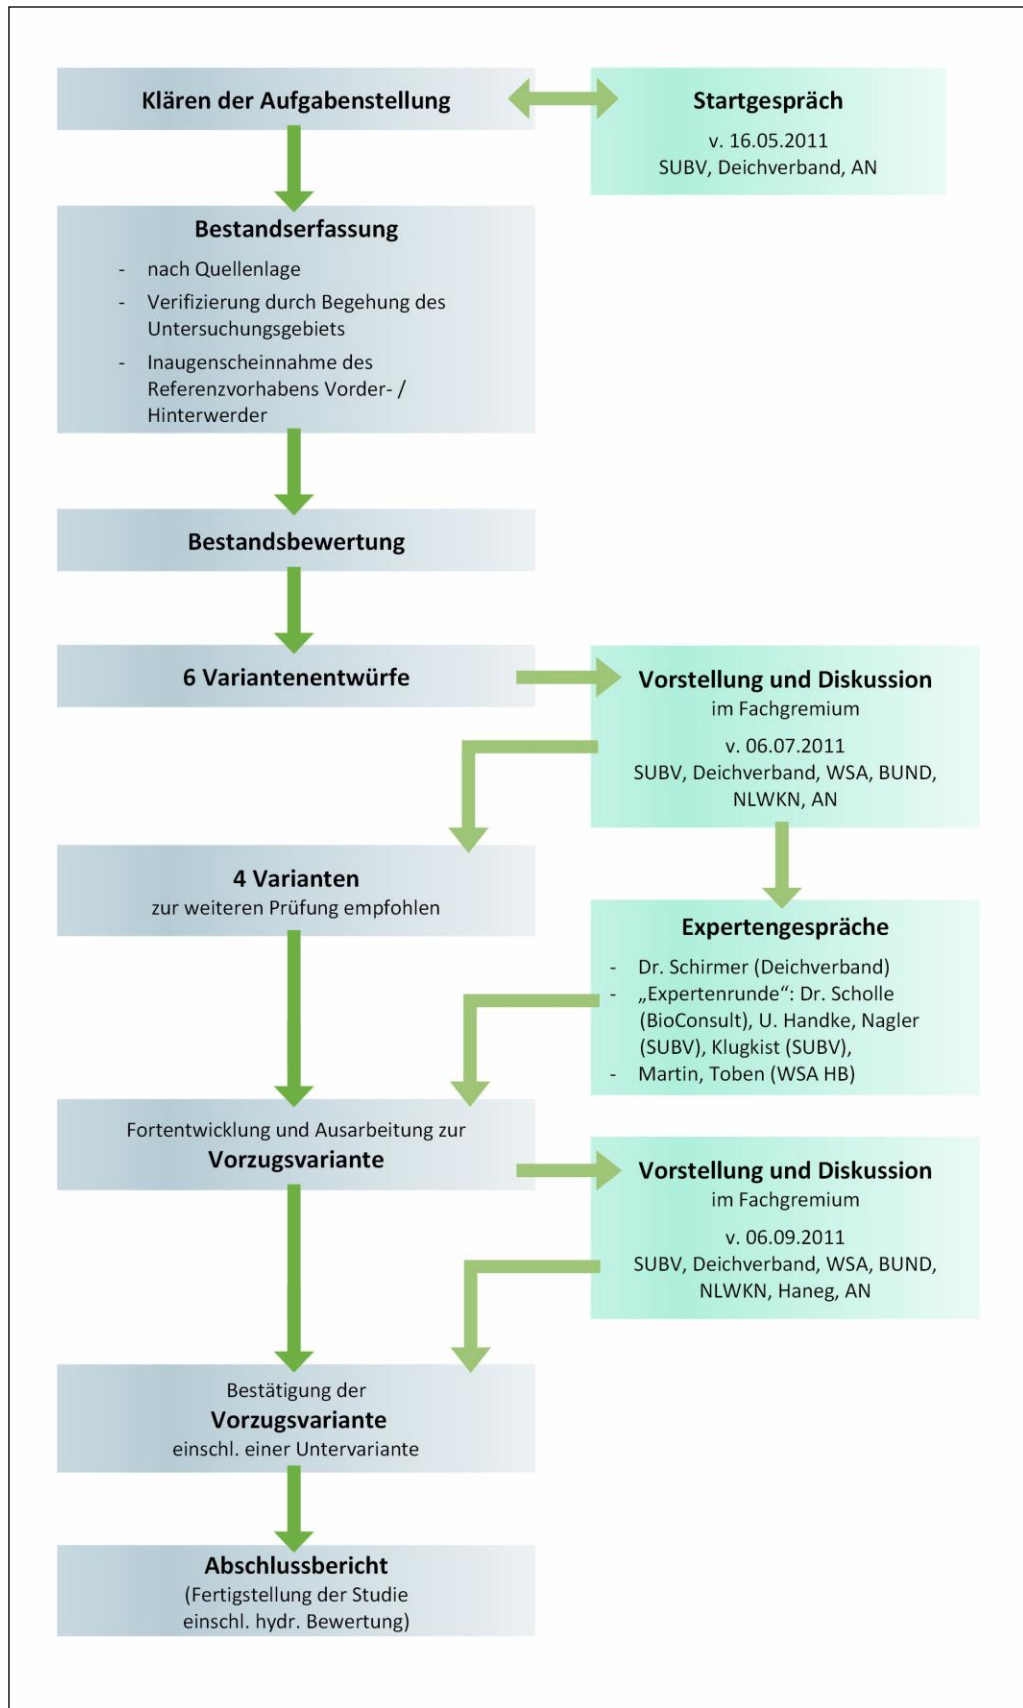 Klären der Aufgabenstellung
Startgespräch
v. 16.05.2011
SUBV, Deichverband, AN
Bestandserfassung
- nach Quellenlage
- Verifizierung durch Begehung des
Untersuchungsgebiets
- Inaugenscheinnahme des
Referenzvorhabens Vorder- /
Hinterwerder
Bestandsbewertung
6 Variantenentwürfe
Vorstellung und Diskussion
im Fachgremium
v. 06.07.2011
SUBV, Deichverband, WSA, BUND,
NLWKN, AN
4 Varianten
zur weiteren Prüfung empfohlen
Expertengespräche
- Dr. Schirmer (Deichverband)
- „Expertenrunde“: Dr. Scholle
(BioConsult), U. Handke, Nagler
(SUBV), Klugkist (SUBV),
- Martin, Toben (WSA HB)
Fortentwicklung und Ausarbeitung zur
Vorzugsvariante
Vorstellung und Diskussion
im Fachgremium
v. 06.09.2011
SUBV, Deichverband, WSA, BUND,
NLWKN, Haneg, AN
Bestätigung der
Vorzugsvariante
einschl. einer Untervariante
Abschlussbericht
(Fertigstellung der Studie
einschl. hydr. Bewertung)